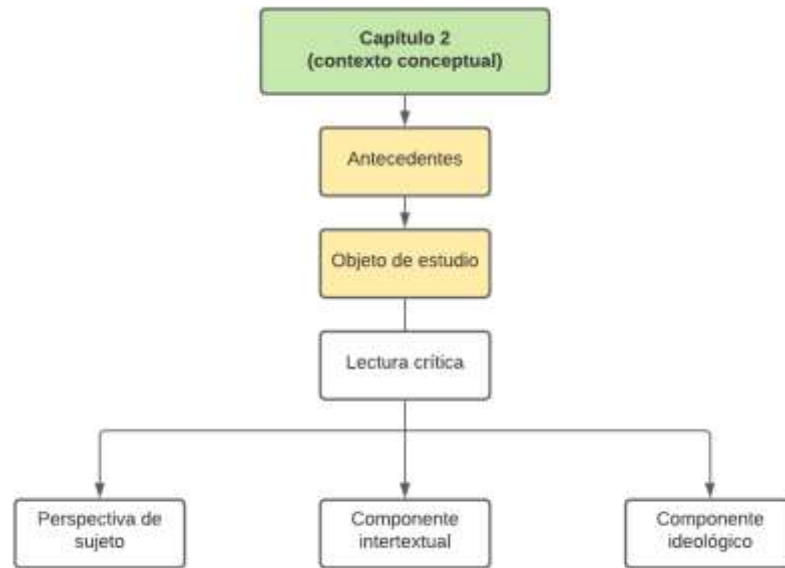 Capítulo 2
(contexto conceptual)
Antecedentes
Objeto de estudio
Lectura crítica
Perspectiva de
sujeto
Componente
intertextual
Componente
ideológico